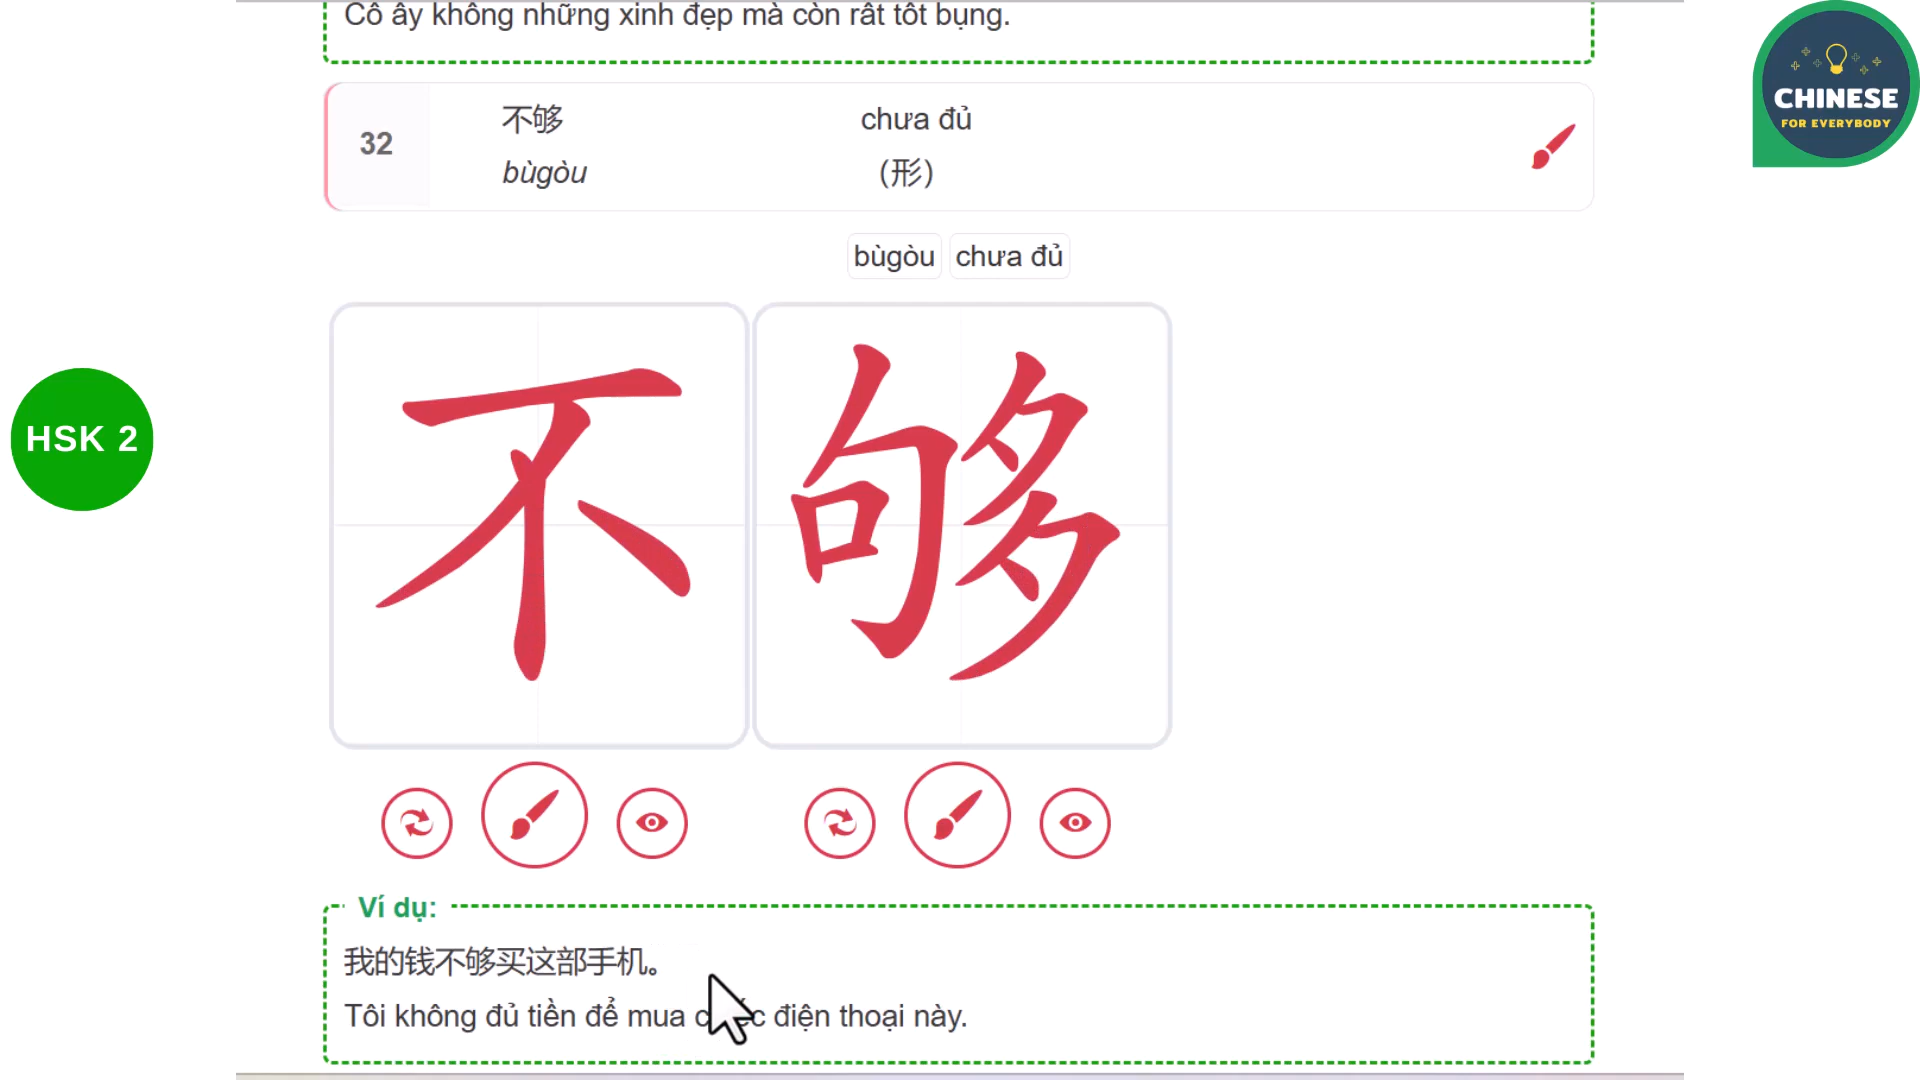 Cô ấy không những xinh đẹp mà còn rất tốt bụng.
32
不够
chưa đủ
bùgòu
(形)
bùgòu chưa đủ
不够
HSK 2
Ví dụ:
我的钱不够买这部手机。
Tôi không đủ tiền để mua chiếc điện thoại này.
CHINESE
FOR EVERYBODY